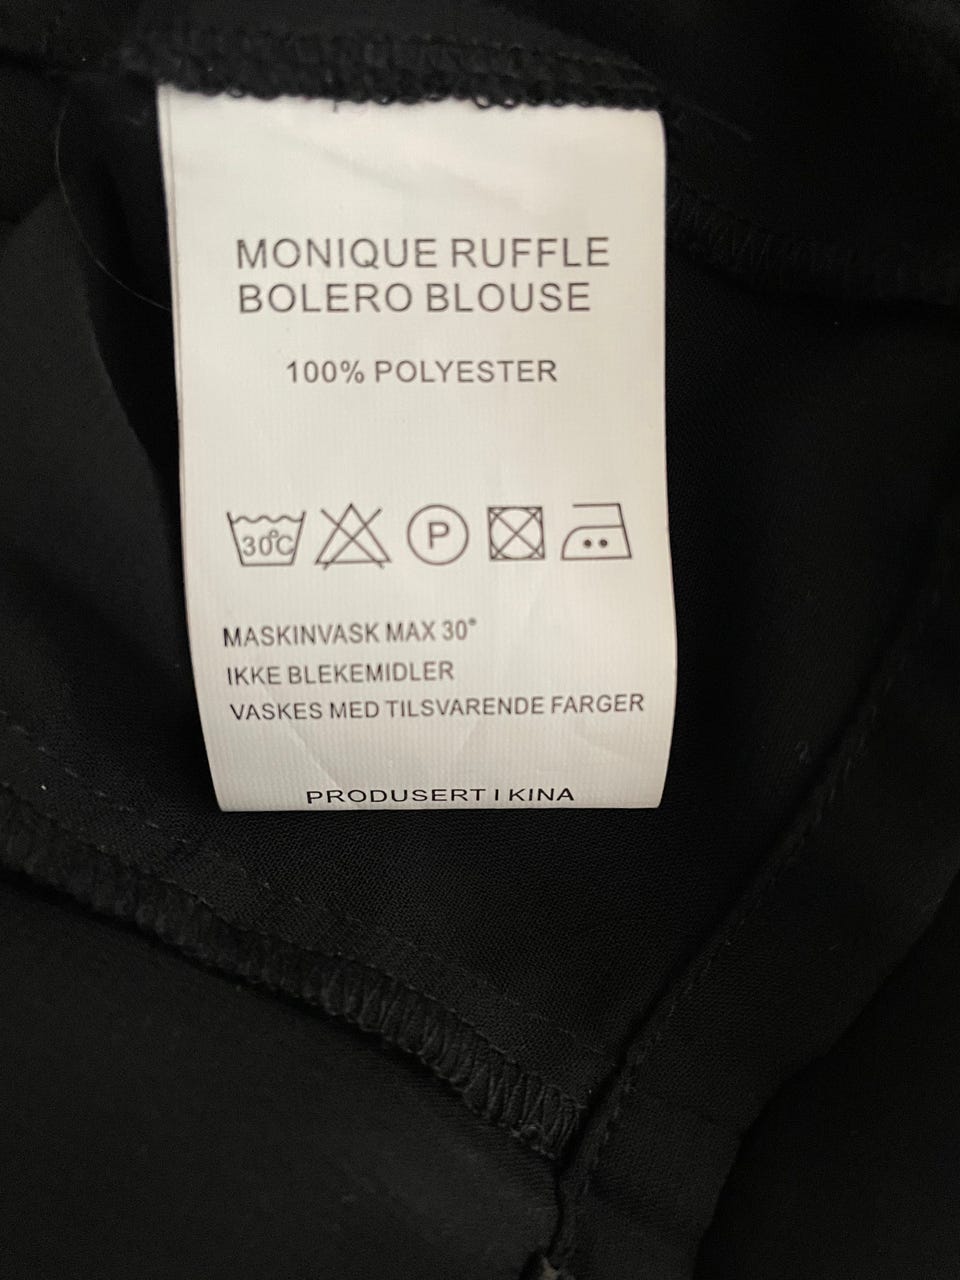 MONIQUE RUFFLE
BOLERO BLOUSE
100% POLYESTER
30°C P
MASKINVASK MAX 30°
IKKE BLEKEMIDLER
VASKES MED TILSVARENDE FARGER
PRODUSERT I KINA